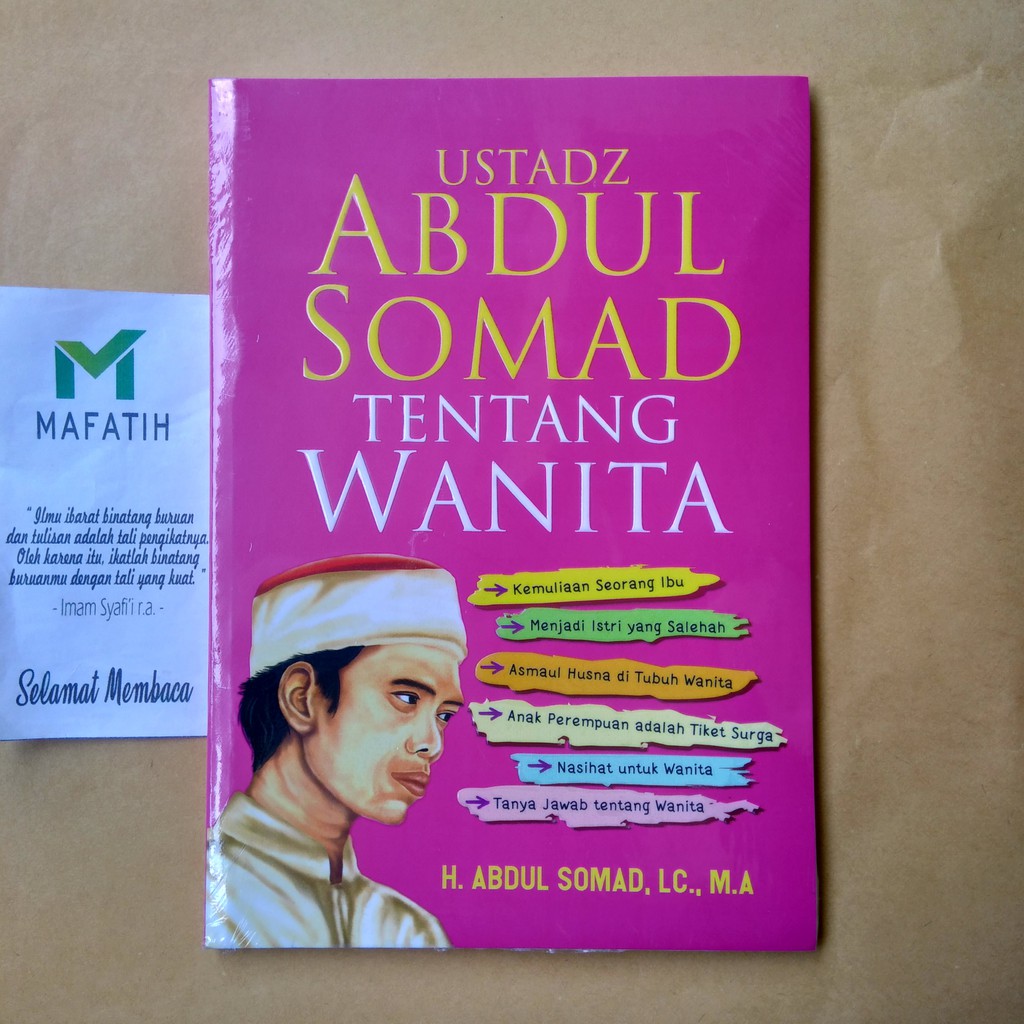 USTADZ
ABDUL
SOMAD
TENTANG
WANITA
Kemuliaan Seorang Ibu
Menjadi Istri yang Salehah
Asmaul Husna di Tubuh Wanita
Anak Perempuan adalah Tiket Surga
Nasihat untuk Wanita
Tanya Jawab tentang Wanita
H. ABDUL SOMAD, LC., M.A
MAFATIH
"Ilmu ibarat binatang buruan
dan tulisan adalah tali pengikatnya.
Oleh karena itu, ikatlah binatang
buruanmu dengan tali yang kuat."
- Imam Syafi'i r.a. -
Selamat Membaca